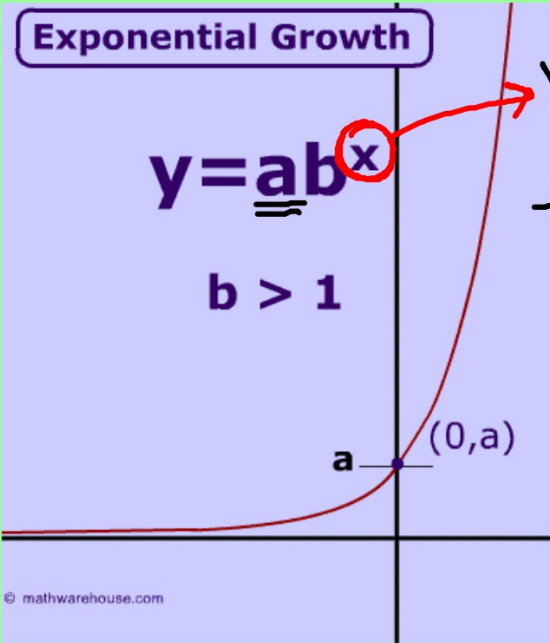 Exponential Growth
y=abˣ
b > 1
(0,a)
a
© mathwarehouse.com